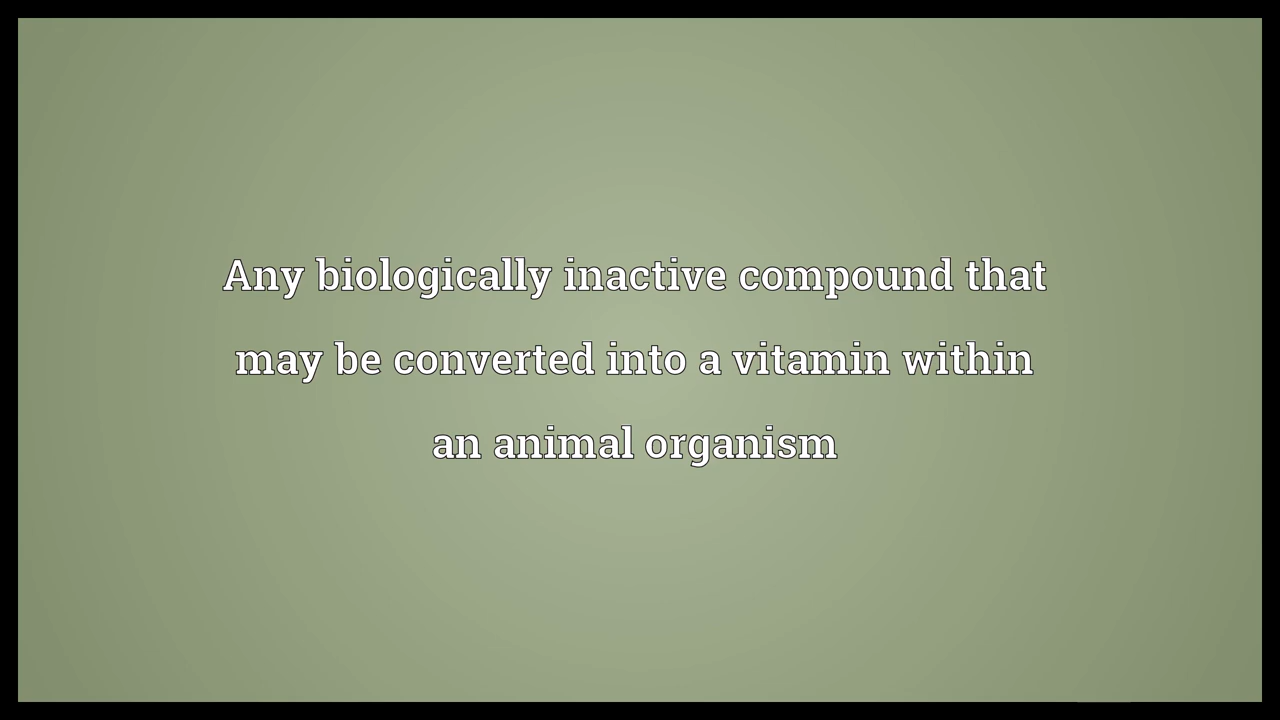 Any biologically inactive compound that
may be converted into a vitamin within
an animal organism